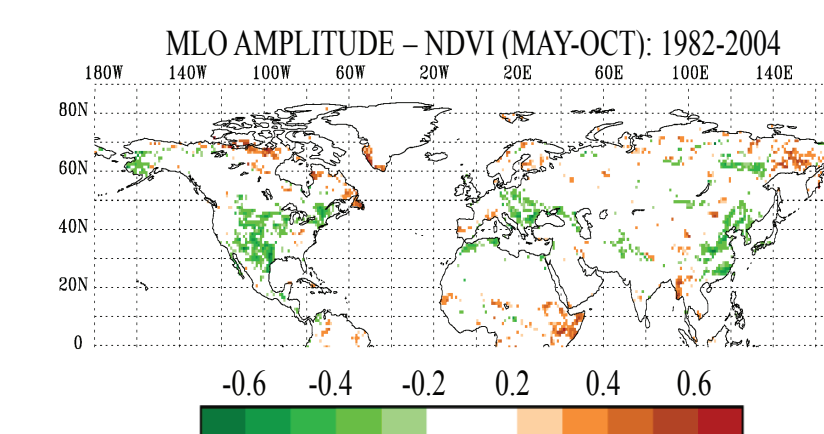 MLO AMPLITUDE – NDVI (MAY-OCT): 1982-2004
180W 140W 100W 60W 20W 20E 60E 100E 140E
80N
60N
40N
20N
0
-0.6 -0.4 -0.2 0.2 0.4 0.6